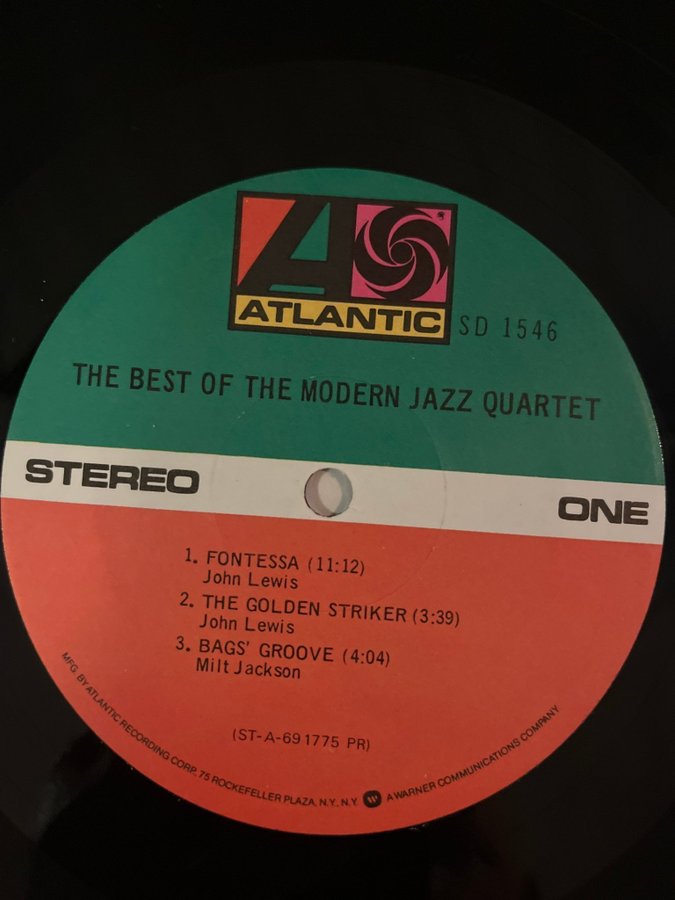 ATLANTIC
SD 1546
THE BEST OF THE MODERN JAZZ QUARTET
STEREO
ONE
1. FONTESSA (11:12)
John Lewis
2. THE GOLDEN STRIKER (3:39)
John Lewis
3. BAGS' GROOVE (4:04)
Milt Jackson
(ST-A-691775 PR)
MFG. BY ATLANTIC RECORDING CORP. 75 ROCKEFELLER PLAZA, N.Y., N.Y. A WARNER COMMUNICATIONS COMPANY.